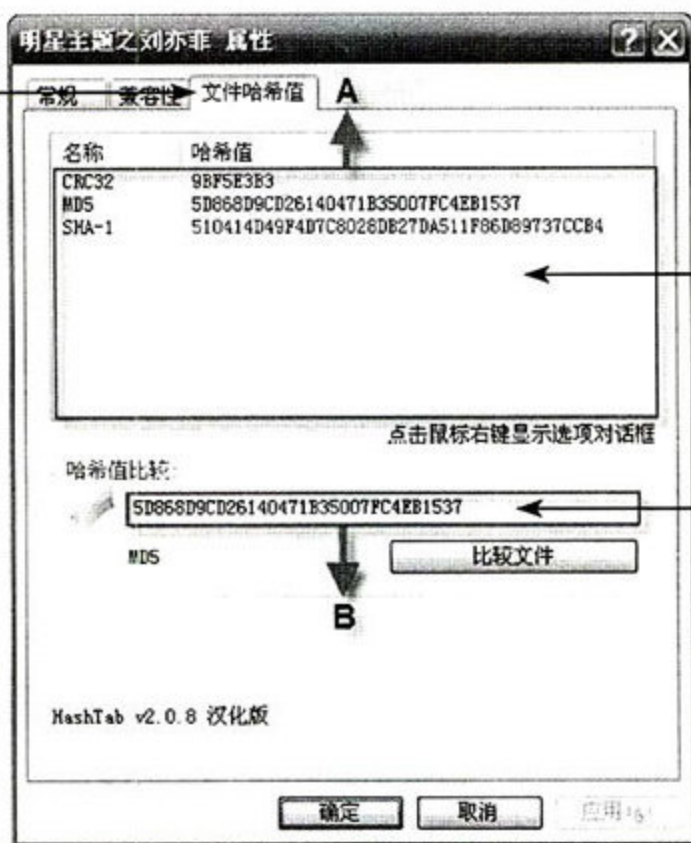 明星主题之刘亦菲 属性
常规 兼容性 文件哈希值 A
名称 哈希值
CRC32 9BF5E3B3
MD5 5D868D9CD26140471B35007FC4EB1537
SHA-1 510414D49F4D7C8028DB27DA511F86D89737CCB4
点击鼠标右键显示选项对话框
哈希值比较:
5D868D9CD26140471B35007FC4EB1537
MD5 比较文件
B
HashTab v2.0.8 汉化版
确定 取消 应用(A)